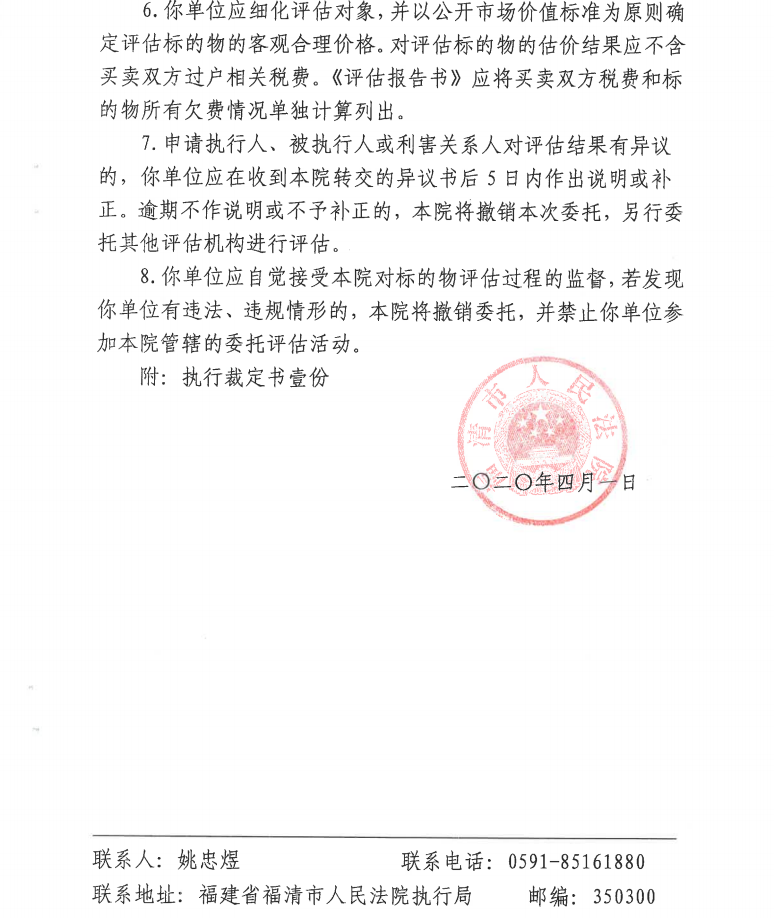 6.你单位应细化评估对象,并以公开市场价值标准为原则确
定评估标的物的客观合理价格。对评估标的物的估价结果应不含
买卖双方过户相关税费。《评估报告书》应将买卖双方税费和标
的物所有欠费情况单独计算列出。
7.申请执行人、被执行人或利害关系人对评估结果有异议
的,你单位应在收到本院转交的异议书后 5 日内作出说明或补
正。逾期不作说明或不予补正的,本院将撤销本次委托,另行委
托其他评估机构进行评估。
8.你单位应自觉接受本院对标的物评估过程的监督,若发现
你单位有违法、违规情形的,本院将撤销委托,并禁止你单位参
加本院管辖的委托评估活动。
附: 执行裁定书壹份
福清市人民法院
二〇二〇年四月一日
联系人: 姚忠煜 联系电话: 0591-85161880
联系地址: 福建省福清市人民法院执行局 邮编: 350300